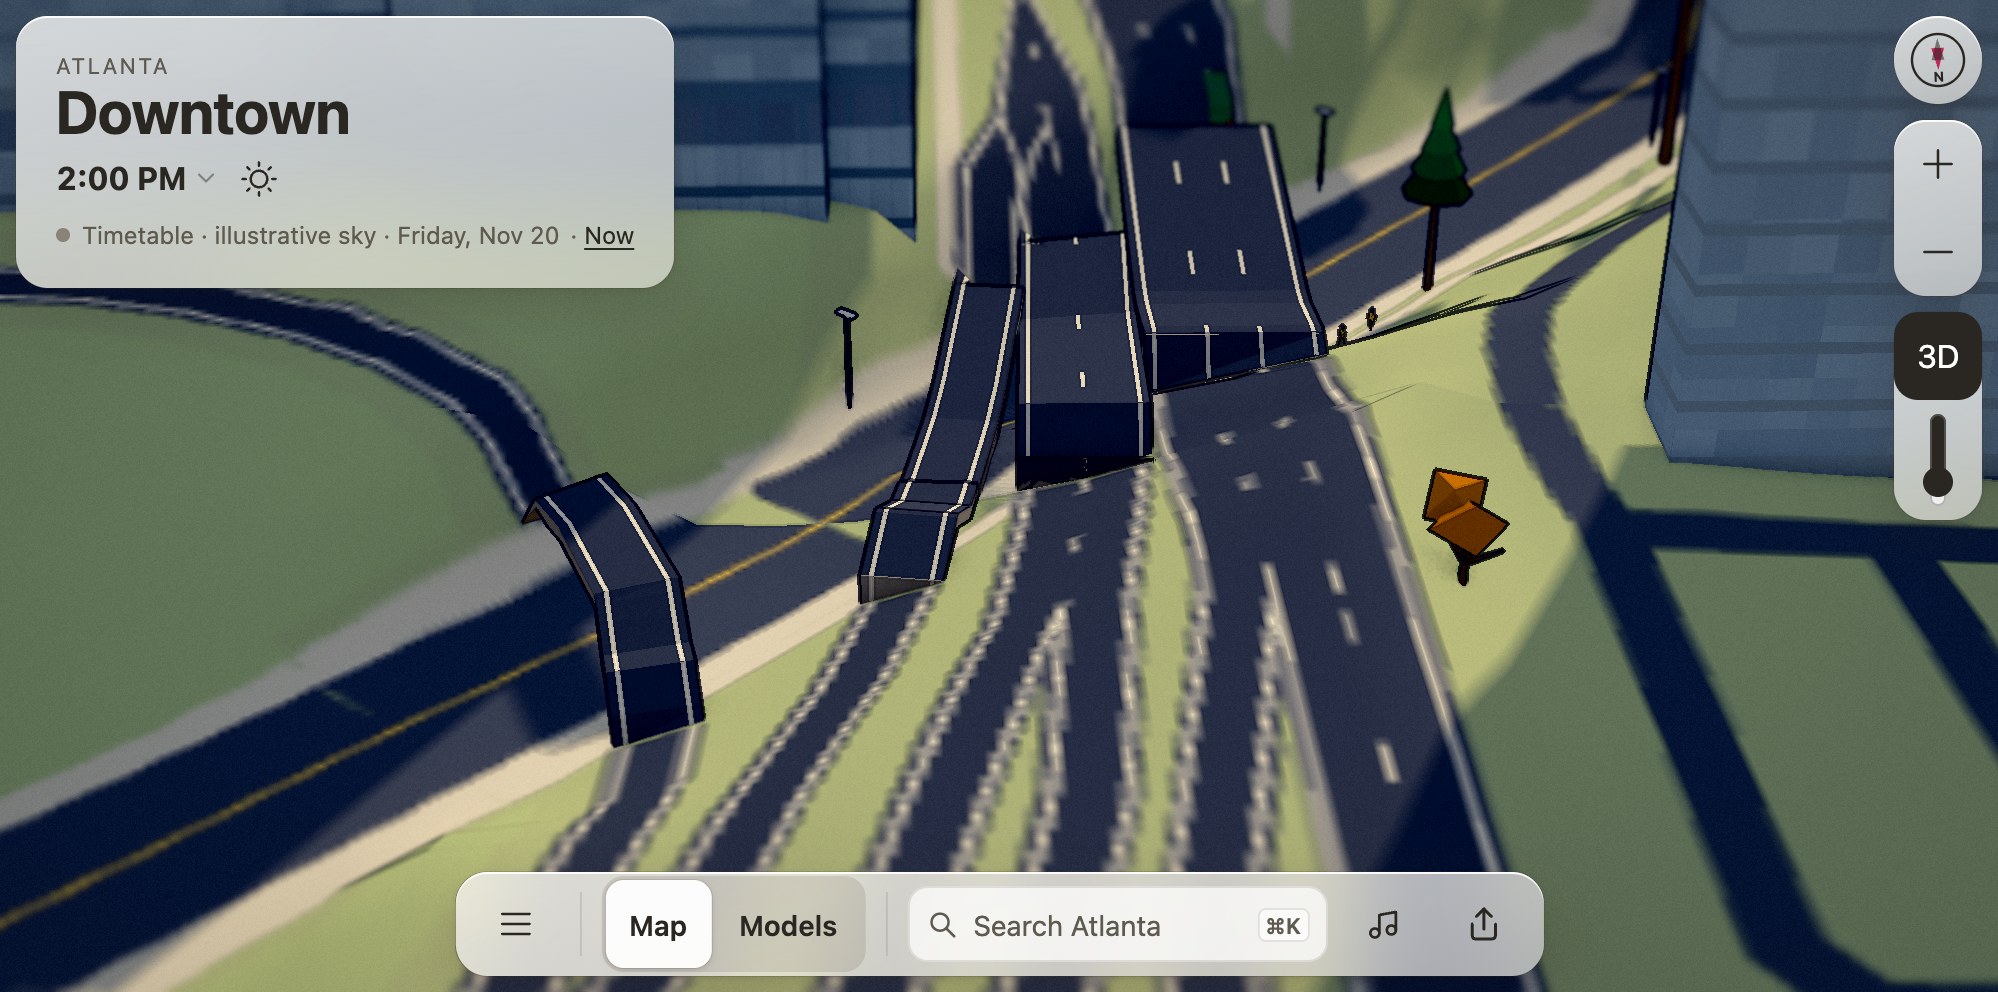 ATLANTA
Downtown
2:00 PM
Timetable · illustrative sky · Friday, Nov 20 · Now
N
3D
Map
Models
Search Atlanta
⌘K